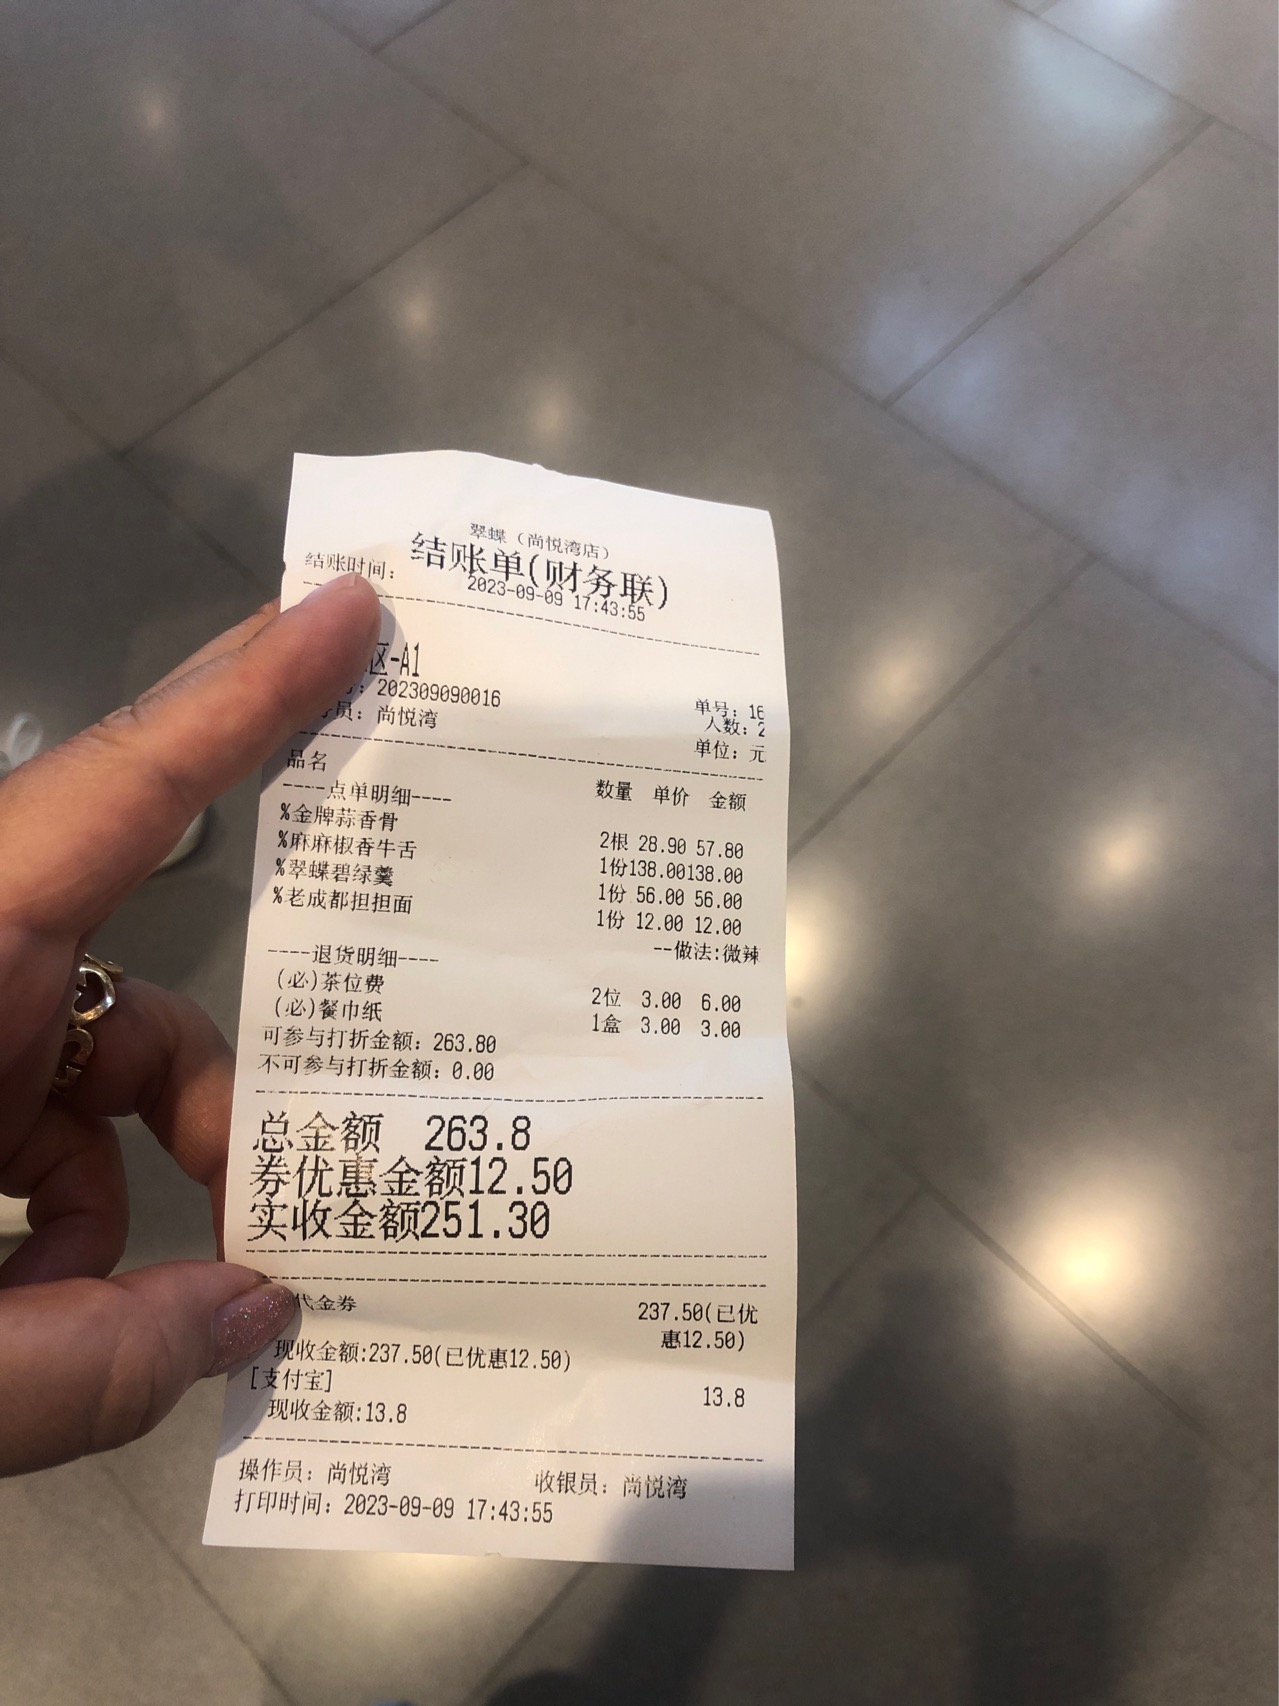 翠蝶（尚悦湾店）
结账单(财务联)
结账时间： 2023-09-09 17:43:55
区-A1
：202309090016 单号：16
员：尚悦湾 人数：2
单位：元
品名 数量 单价 金额
----点单明细----
%金牌蒜香骨 2根 28.90 57.80
%麻麻椒香牛舌 1份138.00138.00
%翠蝶碧绿羹 1份 56.00 56.00
%老成都担担面 1份 12.00 12.00
--做法:微辣
----退货明细----
(必)茶位费 2位 3.00 6.00
(必)餐巾纸 1盒 3.00 3.00
可参与打折金额：263.80
不可参与打折金额：0.00
总金额 263.8
券优惠金额12.50
实收金额251.30
代金券 237.50(已优
惠12.50)
现收金额:237.50(已优惠12.50)
[支付宝] 13.8
现收金额:13.8
操作员：尚悦湾 收银员：尚悦湾
打印时间：2023-09-09 17:43:55